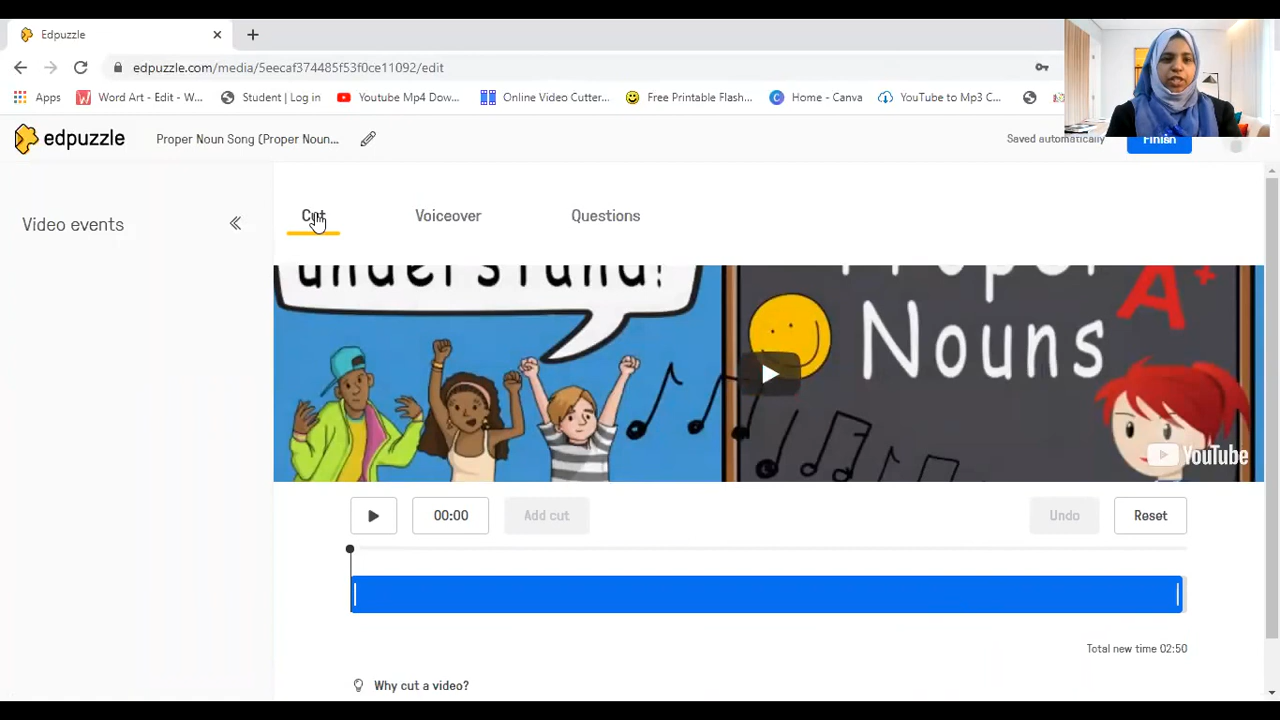 Edpuzzle
edpuzzle.com/media/5eecaf374485f53f0ce11092/edit
Apps Word Art - Edit - W... Student | Log in Youtube Mp4 Dow... Online Video Cutter... Free Printable Flash... Home - Canva YouTube to Mp3 C...
edpuzzle Proper Noun Song (Proper Noun... Saved automatically Finish
Video events
Cut Voiceover Questions
understand!
Proper
Nouns
A+
YouTube
00:00 Add cut Undo Reset
Total new time 02:50
Why cut a video?